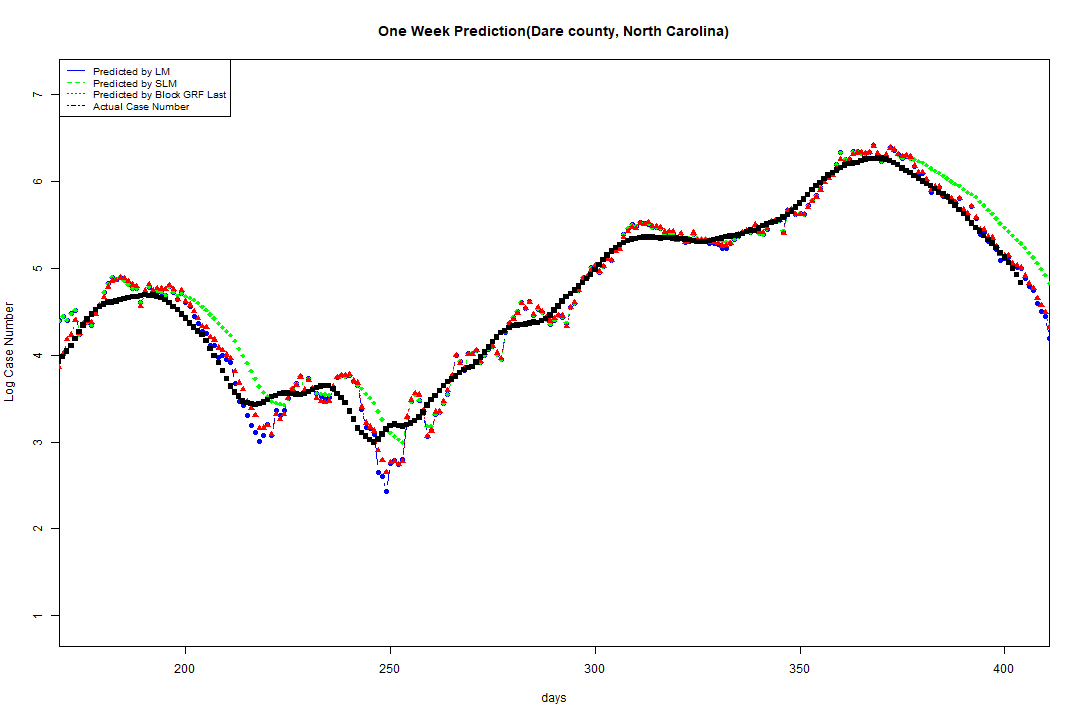 One Week Prediction(Dare county, North Carolina)
Predicted by LM
Predicted by SLM
Predicted by Block GRF Last
Actual Case Number
Log Case Number
7
6
5
4
3
2
1
200 250 300 350 400
days